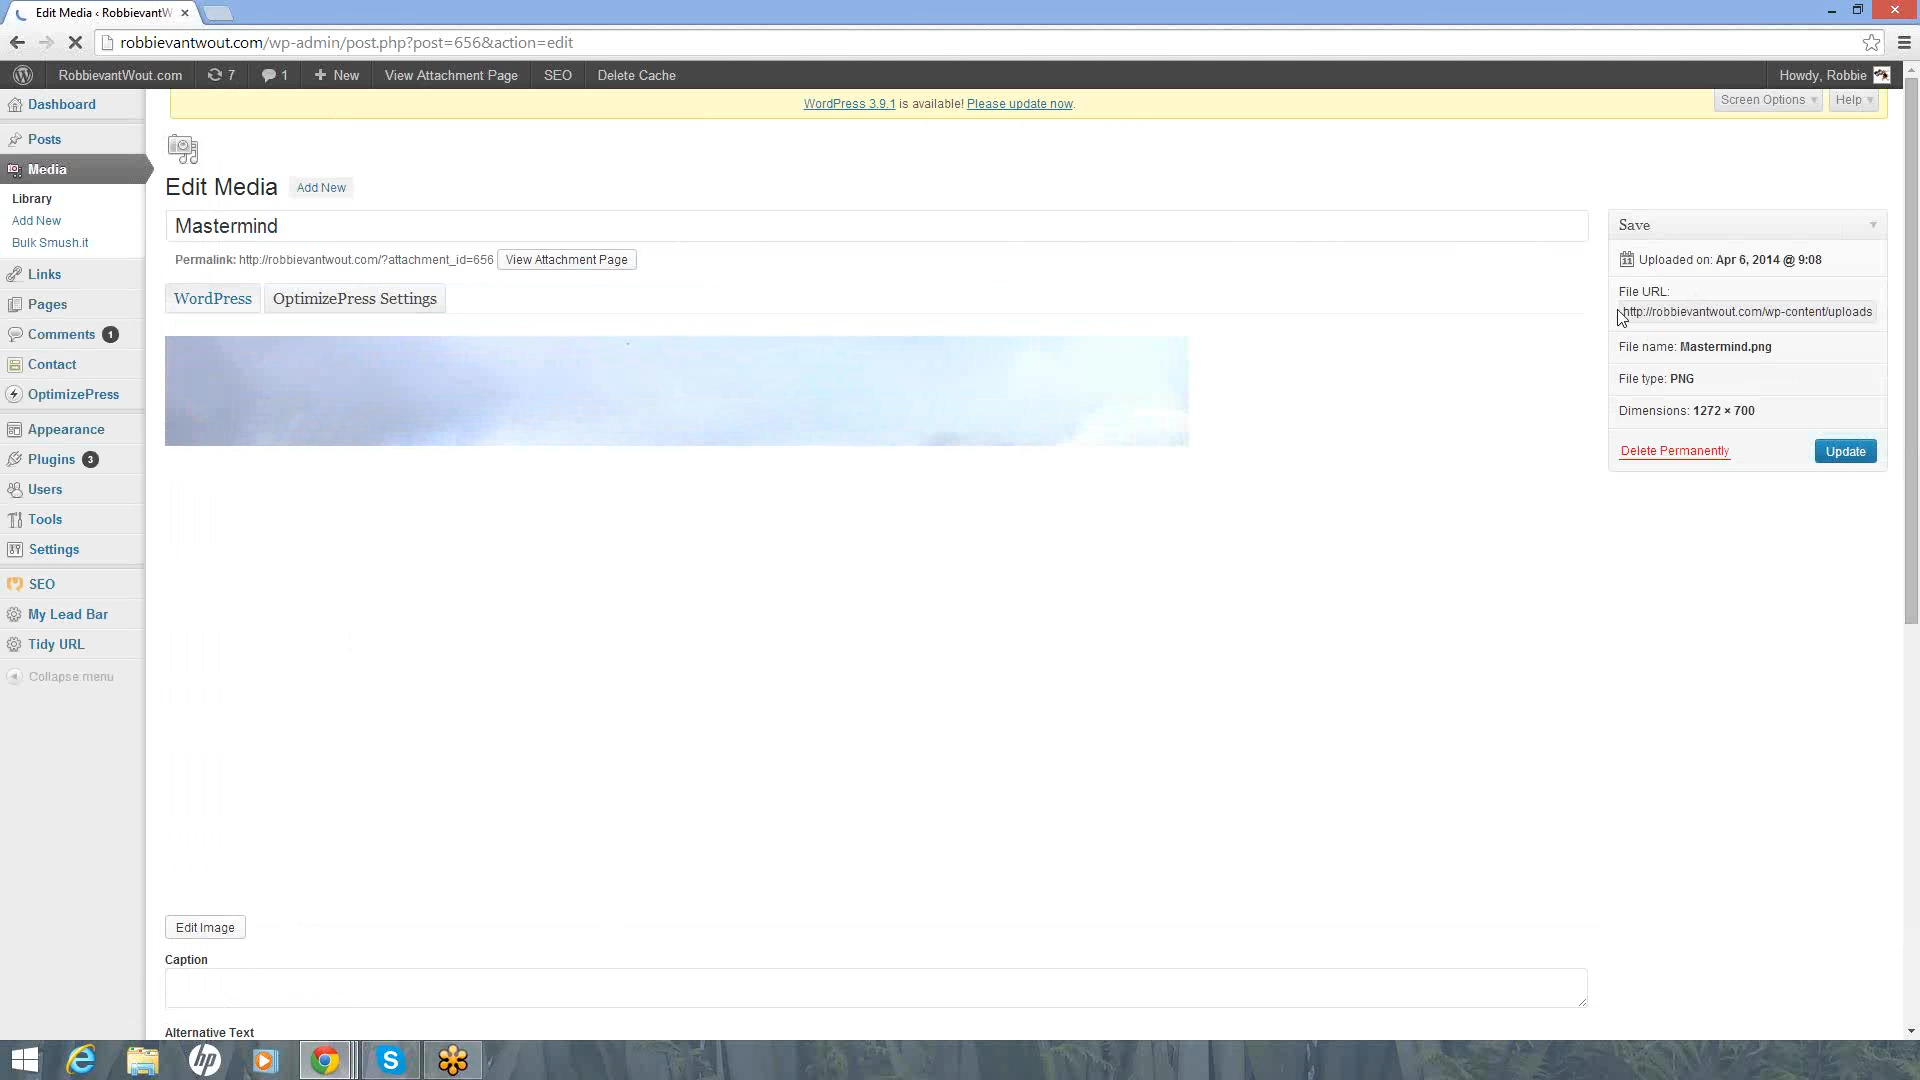 Edit Media ‹ RobbievantW
robbievantwout.com/wp-admin/post.php?post=656&action=edit
RobbievantWout.com 7 1 + New View Attachment Page SEO Delete Cache Howdy, Robbie
WordPress 3.9.1 is available! Please update now.
Screen Options Help
Dashboard
Posts
Media
Library
Add New
Bulk Smush.it
Links
Pages
Comments 1
Contact
OptimizePress
Appearance
Plugins 3
Users
Tools
Settings
SEO
My Lead Bar
Tidy URL
Collapse menu
Edit Media Add New
Mastermind
Permalink: http://robbievantwout.com/?attachment_id=656 View Attachment Page
WordPress OptimizePress Settings
Edit Image
Caption
Alternative Text
Save
11 Uploaded on: Apr 6, 2014 @ 9:08
File URL:
http://robbievantwout.com/wp-content/uploads
File name: Mastermind.png
File type: PNG
Dimensions: 1272 × 700
Delete Permanently Update
hp
S